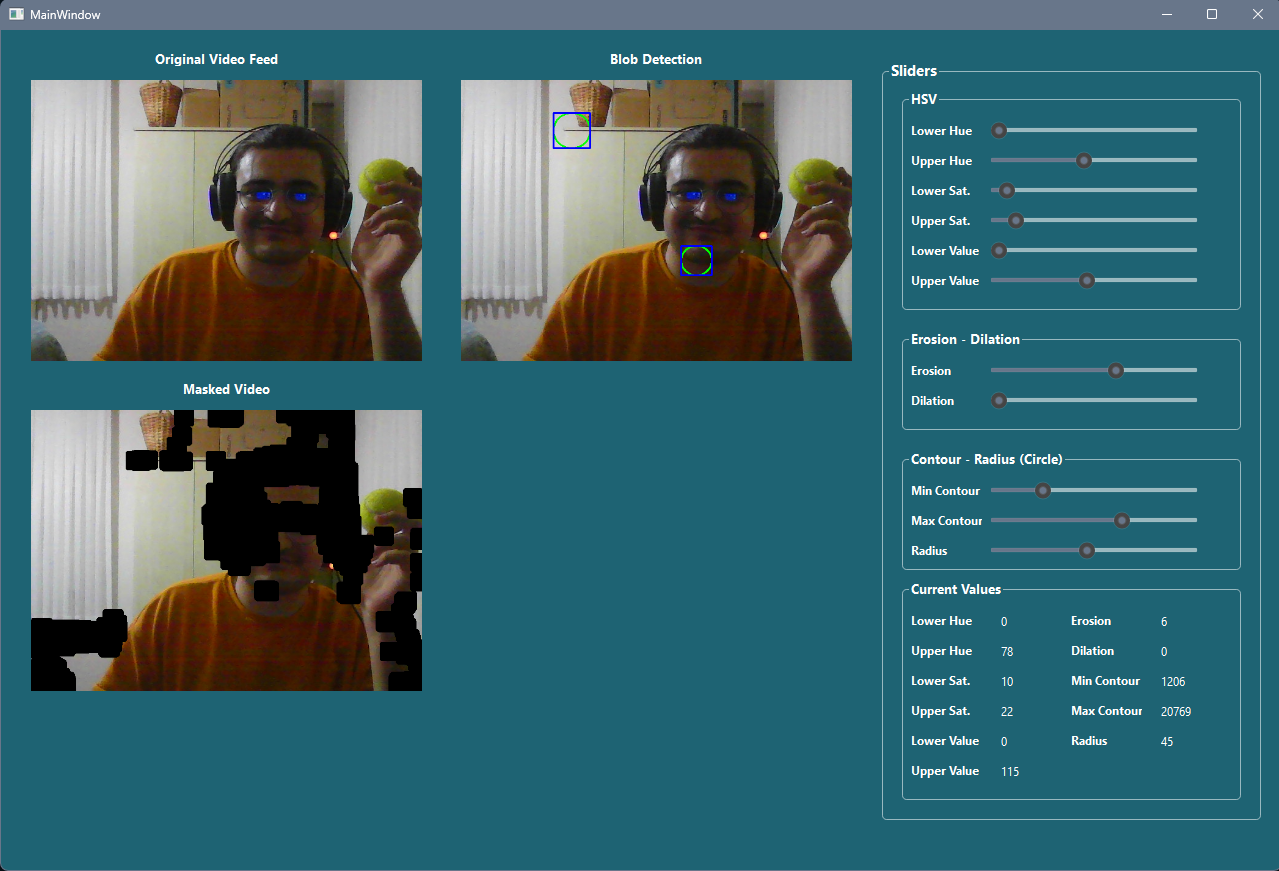 MainWindow
Original Video Feed
Blob Detection
Masked Video
Sliders
HSV
Lower Hue
Upper Hue
Lower Sat.
Upper Sat.
Lower Value
Upper Value
Erosion - Dilation
Erosion
Dilation
Contour - Radius (Circle)
Min Contour
Max Contour
Radius
Current Values
Lower Hue 0 Erosion 6
Upper Hue 78 Dilation 0
Lower Sat. 10 Min Contour 1206
Upper Sat. 22 Max Contour 20769
Lower Value 0 Radius 45
Upper Value 115